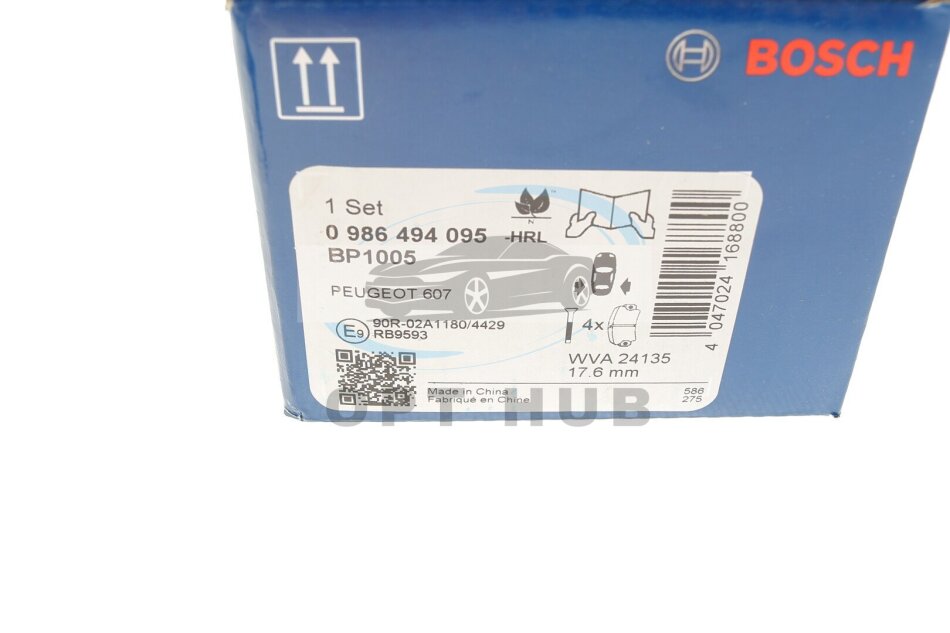 BOSCH
1 Set
0 986 494 095 -HRL
BP1005
PEUGEOT 607
E9 90R-02A1180/4429
RB9593
4x
WVA 24135
17.6 mm
Made in China
Fabriqué en Chine
586
275
4 047024 168800
OPT HUB